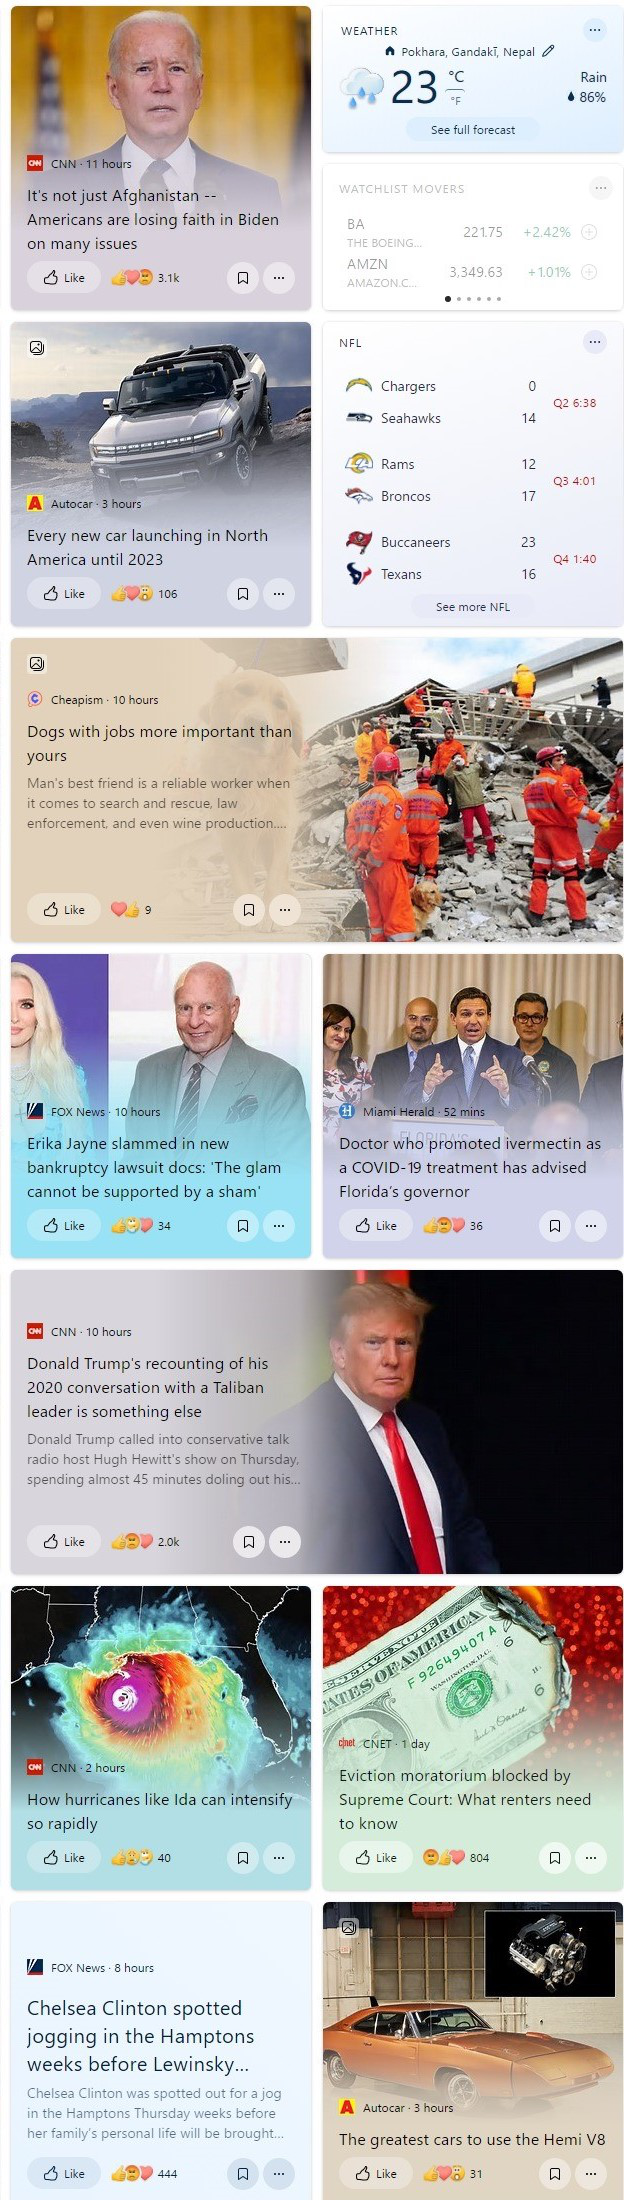 CNN · 11 hours
It's not just Afghanistan --
Americans are losing faith in Biden
on many issues
Like
3.1k
WEATHER
Pokhara, Gandakī, Nepal
23
°C
°F
Rain
86%
See full forecast
WATCHLIST MOVERS
BA
THE BOEING...
221.75
+2.42%
AMZN
AMAZON.C...
3,349.63
+1.01%
Autocar · 3 hours
Every new car launching in North
America until 2023
Like
106
NFL
Chargers 0
Seahawks 14
Q2 6:38
Rams 12
Broncos 17
Q3 4:01
Buccaneers 23
Texans 16
Q4 1:40
See more NFL
Cheapism · 10 hours
Dogs with jobs more important than
yours
Man's best friend is a reliable worker when
it comes to search and rescue, law
enforcement, and even wine production....
Like
9
FOX News · 10 hours
Erika Jayne slammed in new
bankruptcy lawsuit docs: 'The glam
cannot be supported by a sham'
Like
34
Miami Herald · 52 mins
FLORIDA'S
Doctor who promoted ivermectin as
a COVID-19 treatment has advised
Florida's governor
Like
36
CNN · 10 hours
Donald Trump's recounting of his
2020 conversation with a Taliban
leader is something else
Donald Trump called into conservative talk
radio host Hugh Hewitt's show on Thursday,
spending almost 45 minutes doling out his...
Like
2.0k
CNN · 2 hours
How hurricanes like Ida can intensify
so rapidly
Like
40
STATES OF AMERICA
F 92649407 A
WASHINGTON, D.C.
6
6
c|net
CNET · 1 day
Eviction moratorium blocked by
Supreme Court: What renters need
to know
Like
804
FOX News · 8 hours
Chelsea Clinton spotted
jogging in the Hamptons
weeks before Lewinsky...
Chelsea Clinton was spotted out for a jog
in the Hamptons Thursday weeks before
her family's personal life will be brought...
Like
444
Autocar · 3 hours
The greatest cars to use the Hemi V8
Like
31